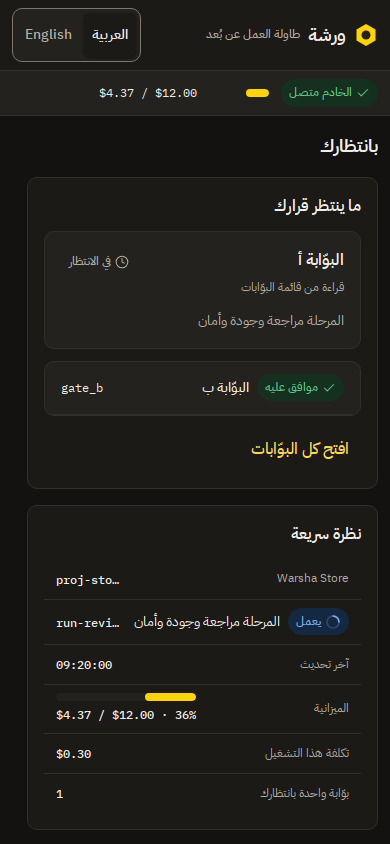 ورشة طاولة العمل عن بُعد العربية English
الخادم متصل $4.37 / $12.00
بانتظارك
ما ينتظر قرارك
البوّابة أ في الانتظار
قراءة من قائمة البوّابات
المرحلة مراجعة وجودة وأمان
موافق عليه البوّابة ب gate_b
افتح كل البوّابات
نظرة سريعة
Warsha Store proj-sto…
يعمل المرحلة مراجعة وجودة وأمان run-revi…
آخر تحديث 09:20:00
الميزانية
$4.37 / $12.00 · 36%
تكلفة هذا التشغيل $0.30
بوّابة واحدة بانتظارك 1